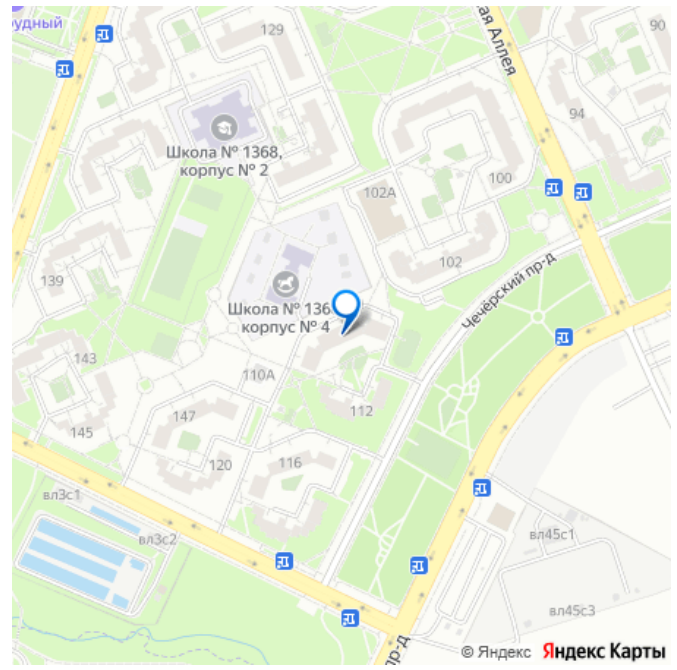 рудный
129
ая Аллея
90
Школа № 1368,
корпус № 2
94
102А
100
139
102
Чечёрский пр-д
Школа № 136
корпус № 4
143
110А
147
112
145
120
116
вл3с1
вл3с2
вл45с1
вл45с3
пр-д
© Яндекс Яндекс Карты